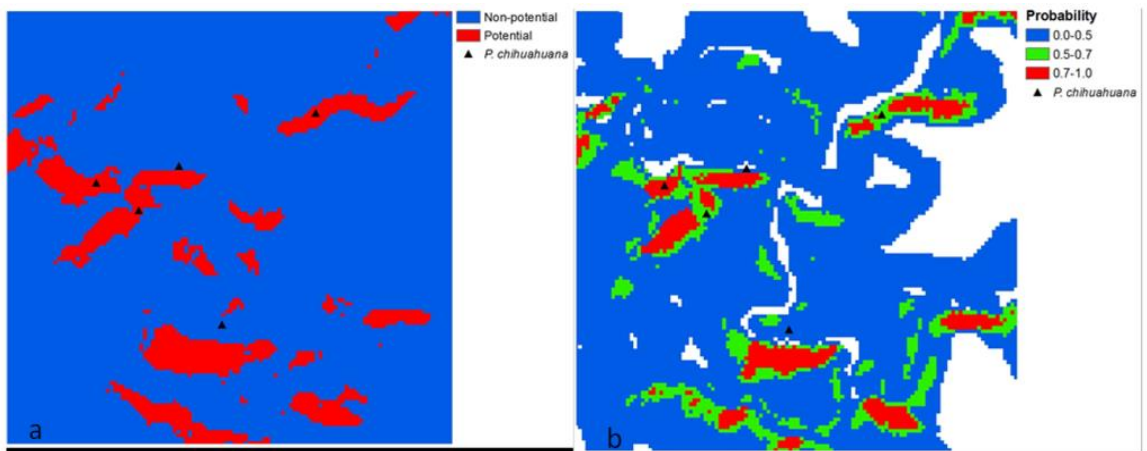 Non-potential
Potential
P. chihuahuana
a
Probability
0.0-0.5
0.5-0.7
0.7-1.0
P. chihuahuana
b